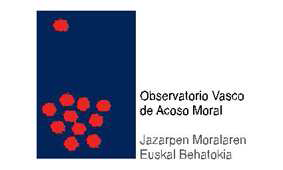 Observatorio Vasco
de Acoso Moral
Jazarpen Moralaren
Euskal Behatokia